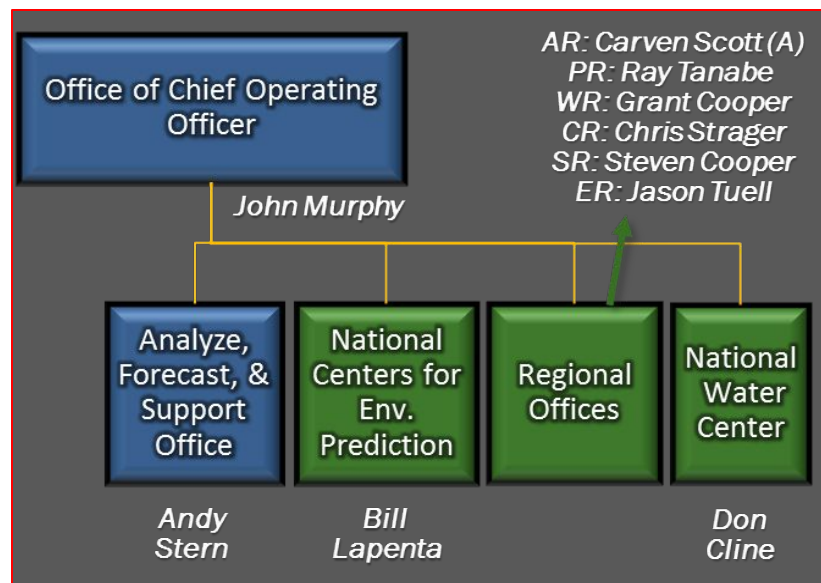 Office of Chief Operating
Officer
John Murphy
AR: Carven Scott (A)
PR: Ray Tanabe
WR: Grant Cooper
CR: Chris Strager
SR: Steven Cooper
ER: Jason Tuell
Analyze,
Forecast, &
Support
Office
Andy
Stern
National
Centers for
Env.
Prediction
Bill
Lapenta
Regional
Offices
National
Water
Center
Don
Cline